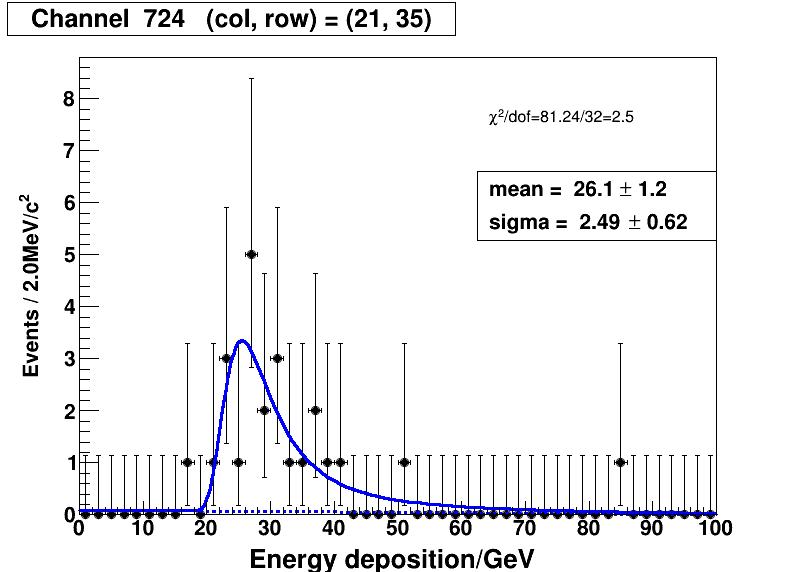 Channel 724 (col, row) = (21, 35)
χ²/dof=81.24/32=2.5
mean = 26.1 ± 1.2
sigma = 2.49 ± 0.62
Events / 2.0MeV/c²
8
7
6
5
4
3
2
1
0
0 10 20 30 40 50 60 70 80 90 100
Energy deposition/GeV